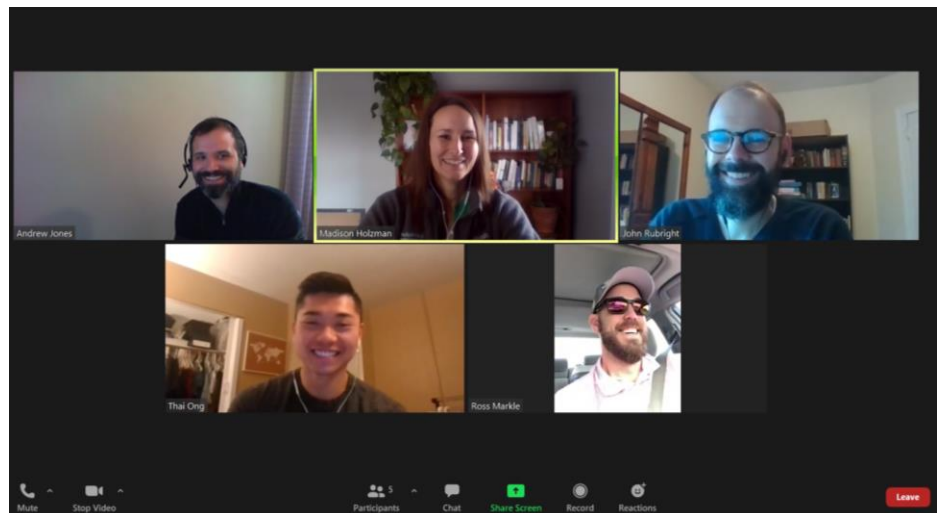 Andrew Jones
Madison Holzman
John Rubright
Thai Ong
Ross Markle
5
Mute
Stop Video
Participants
Chat
Share Screen
Record
Reactions
Leave